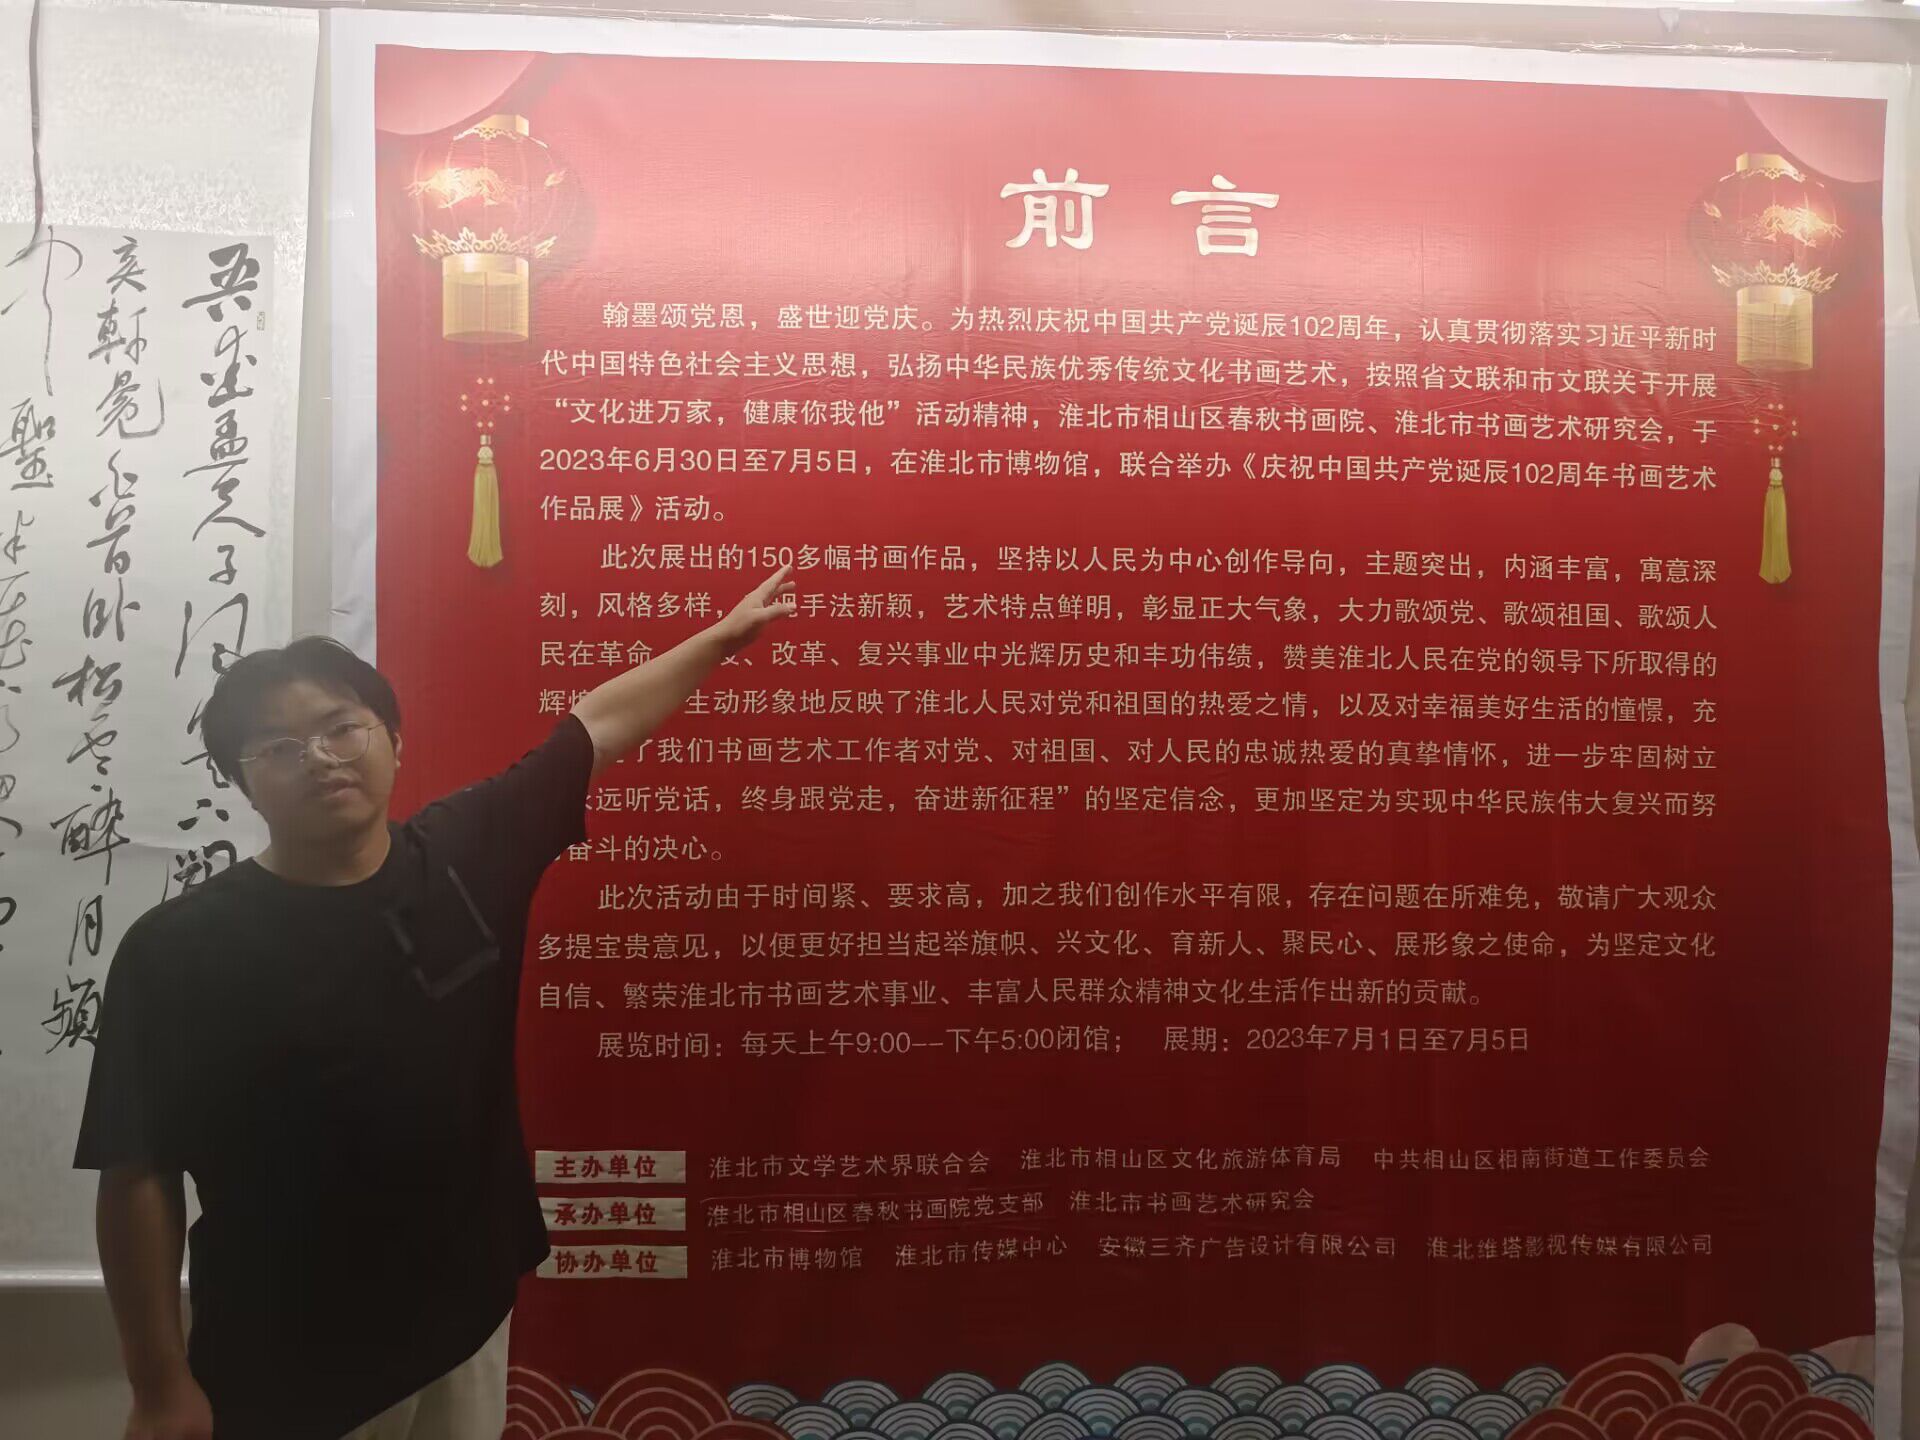 前言
翰墨颂党恩，盛世迎党庆。为热烈庆祝中国共产党诞辰102周年，认真贯彻落实习近平新时
代中国特色社会主义思想，弘扬中华民族优秀传统文化书画艺术，按照省文联和市文联关于开展
“文化进万家，健康你我他”活动精神，淮北市相山区春秋书画院、淮北市书画艺术研究会，于
2023年6月30日至7月5日，在淮北市博物馆，联合举办《庆祝中国共产党诞辰102周年书画艺术
作品展》活动。
此次展出的150多幅书画作品，坚持以人民为中心创作导向，主题突出，内涵丰富，寓意深
刻，风格多样，现手法新颖，艺术特点鲜明，彰显正大气象，大力歌颂党、歌颂祖国、歌颂人
民在革命、改革、复兴事业中光辉历史和丰功伟绩，赞美淮北人民在党的领导下所取得的
辉 生动形象地反映了淮北人民对党和祖国的热爱之情，以及对幸福美好生活的憧憬，充
了我们书画艺术工作者对党、对祖国、对人民的忠诚热爱的真挚情怀，进一步牢固树立
远听党话，终身跟党走，奋进新征程”的坚定信念，更加坚定为实现中华民族伟大复兴而努
奋斗的决心。
此次活动由于时间紧、要求高，加之我们创作水平有限，存在问题在所难免，敬请广大观众
多提宝贵意见，以便更好担当起举旗帜、兴文化、育新人、聚民心、展形象之使命，为坚定文化
自信、繁荣淮北市书画艺术事业、丰富人民群众精神文化生活作出新的贡献。
展览时间：每天上午9:00--下午5:00闭馆； 展期：2023年7月1日至7月5日
主办单位 淮北市文学艺术界联合会 淮北市相山区文化旅游体育局 中共相山区相南街道工作委员会
承办单位 淮北市相山区春秋书画院党支部 淮北市书画艺术研究会
协办单位 淮北市博物馆 淮北市传媒中心 安徽三齐广告设计有限公司 淮北维塔影视传媒有限公司
吾爱孟夫子风
弃轩冕白首卧松云醉月频